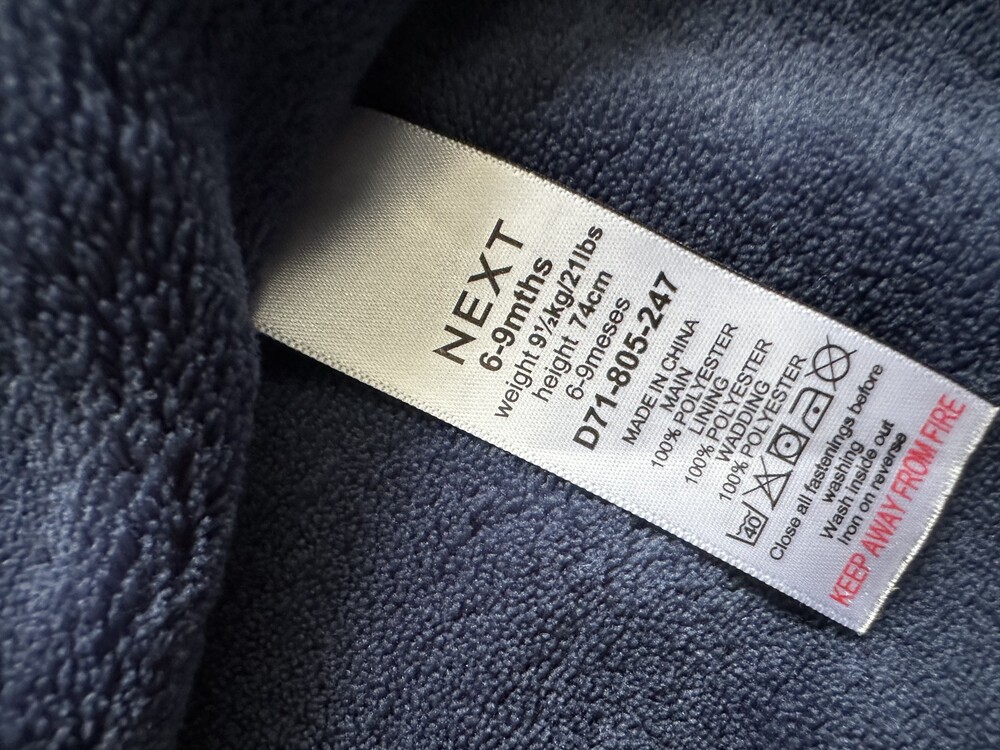 NEXT
6-9mths
weight 9½kg/21lbs
height 74cm
6-9meses
D71-805-247
MADE IN CHINA
MAIN
100% POLYESTER
LINING
100% POLYESTER
WADDING
100% POLYESTER
40
Close all fastenings before
washing
Wash inside out
Iron on reverse
KEEP AWAY FROM FIRE